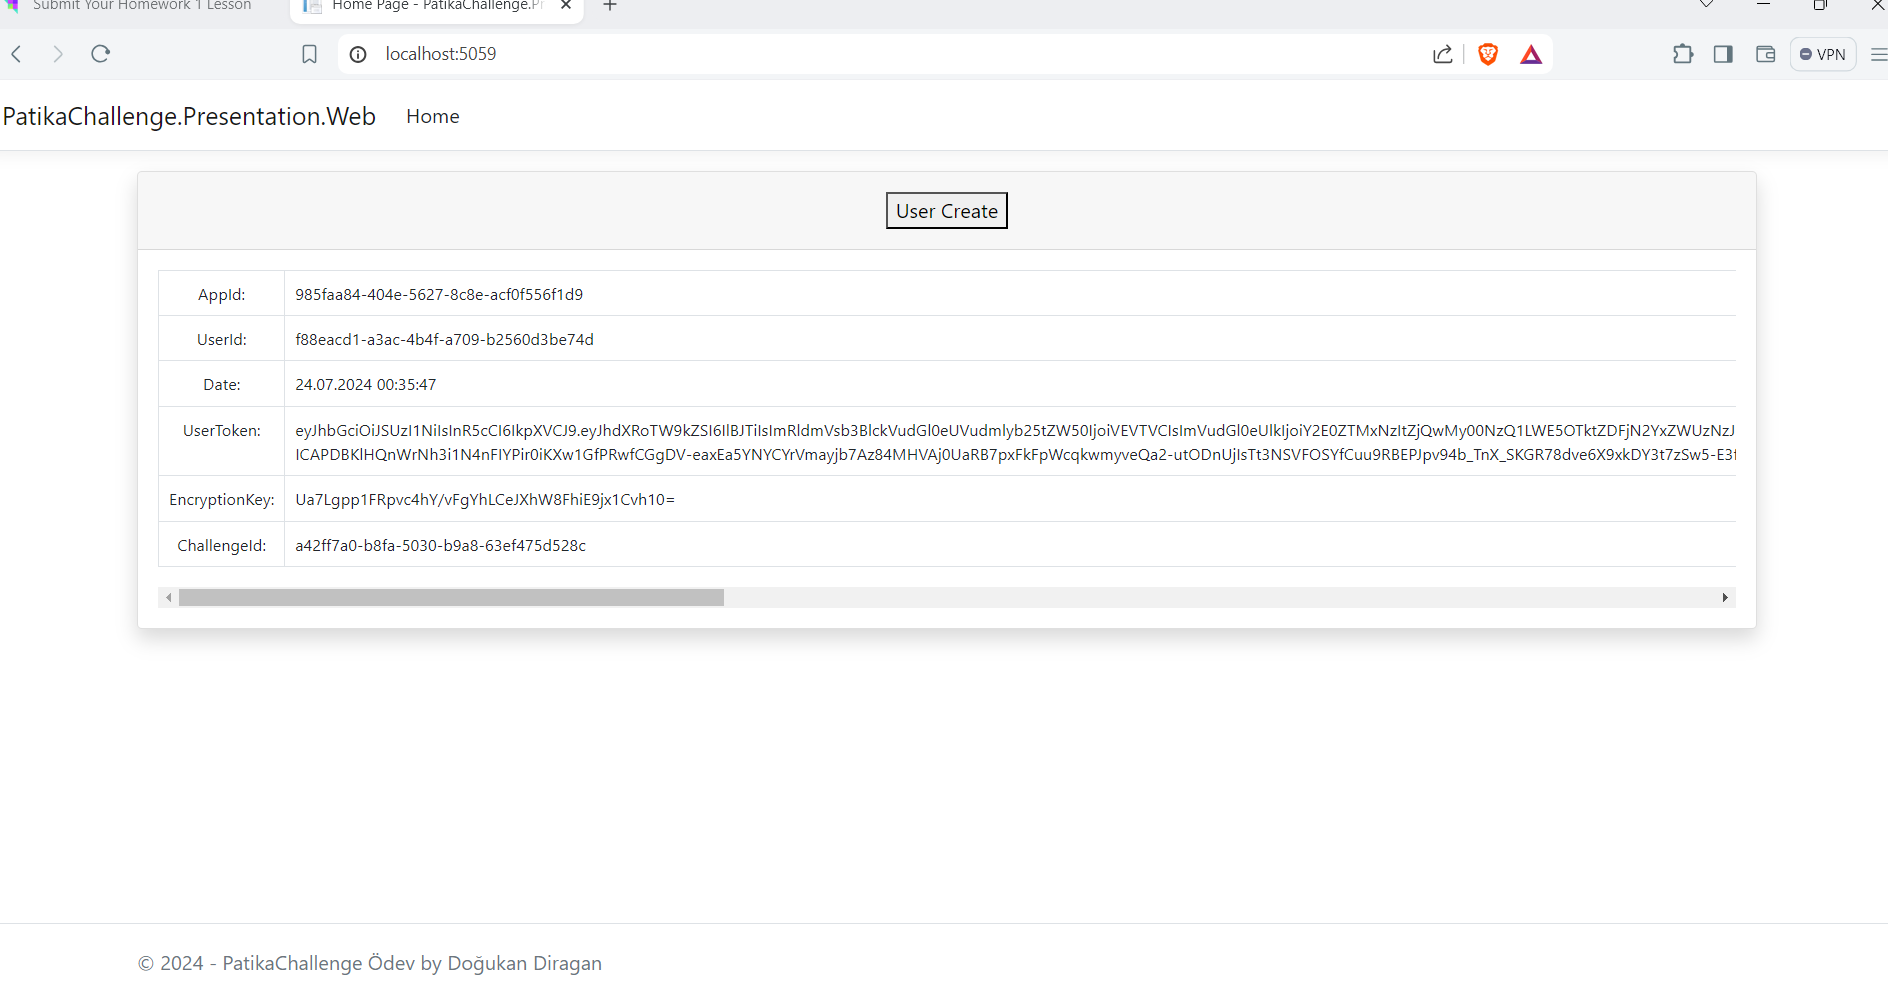 Submit Your Homework 1 Lesson
Home Page - PatikaChallenge.P
localhost:5059
VPN
PatikaChallenge.Presentation.Web Home
User Create
AppId: 985faa84-404e-5627-8c8e-acf0f556f1d9
UserId: f88eacd1-a3ac-4b4f-a709-b2560d3be74d
Date: 24.07.2024 00:35:47
UserToken: eyJhbGciOiJSUzI1NiIsInR5cCI6IkpXVCJ9.eyJhdXRoTW9kZSI6IlBJTiIsImRldmVsb3BlckVudGl0eUVudmlyb25tZW50IjoiVEVTVCIsImVudGl0eUlkIjoiY2E0ZTMxNzItZjQwMy00NzQ1LWE5OTktZDFjN2YxZWUzNzJ
ICAPDBKlHQnWrNh3i1N4nFIYPir0iKXw1GfPRwfCGgDV-eaxEa5YNYCYrVmayjb7Az84MHVAj0UaRB7pxFkFpWcqkwmyveQa2-utODnUjIsTt3NSVFOSYfCuu9RBEPJpv94b_TnX_SKGR78dve6X9xkDY3t7zSw5-E3
EncryptionKey: Ua7Lgpp1FRpvc4hY/vFgYhLCeJXhW8FhiE9jx1Cvh10=
ChallengeId: a42ff7a0-b8fa-5030-b9a8-63ef475d528c
© 2024 - PatikaChallenge Ödev by Doğukan Diragan